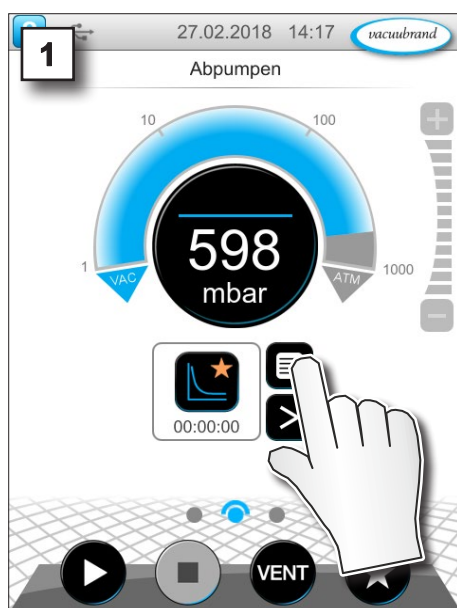 1
27.02.2018 14:17
vacuubrand
Abpumpen
10
100
1
1000
VAC
ATM
598
mbar
00:00:00
VENT